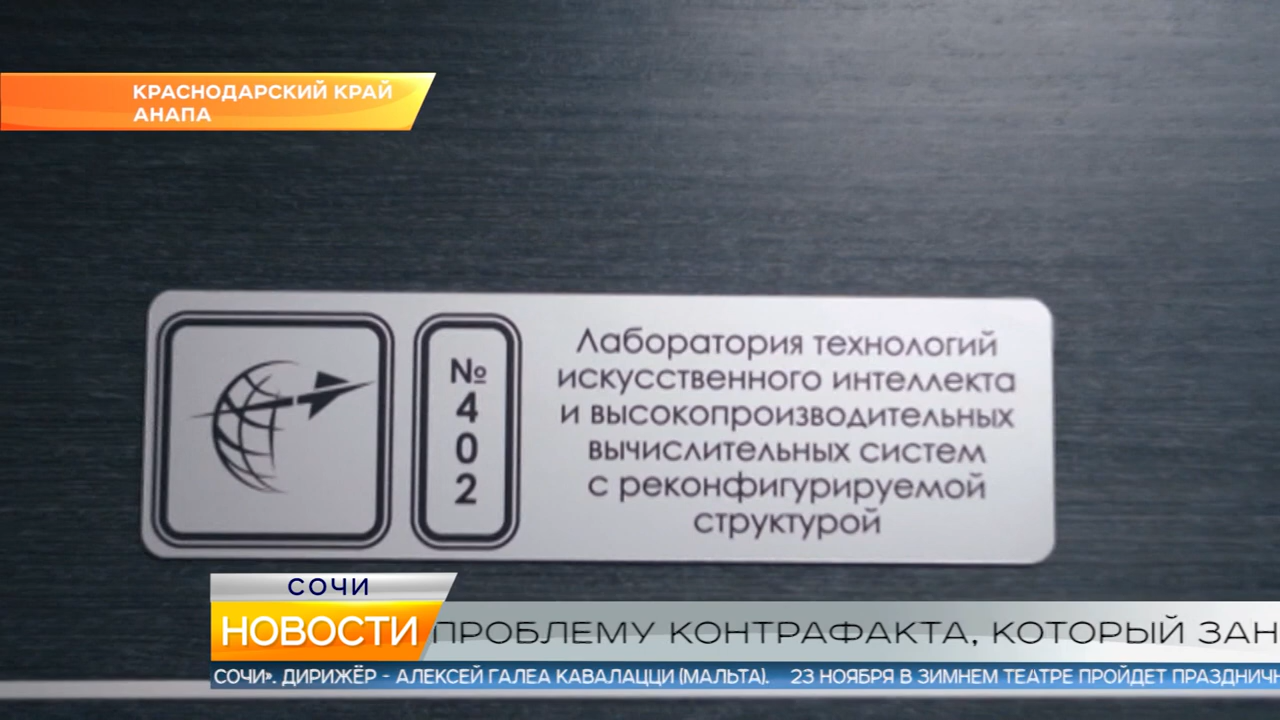 КРАСНОДАРСКИЙ КРАЙ
АНАПА
№
4
0
2
Лаборатория технологий
искусственного интеллекта
и высокопроизводительных
вычислительных систем
с реконфигурируемой
структурой
СОЧИ
НОВОСТИ
ПРОБЛЕМУ КОНТРАФАКТА, КОТОРЫЙ ЗАН
СОЧИ». ДИРИЖЁР - АЛЕКСЕЙ ГАЛЕА КАВАЛАЦЦИ (МАЛЬТА). 23 НОЯБРЯ В ЗИМНЕМ ТЕАТРЕ ПРОЙДЕТ ПРАЗДНИЧН